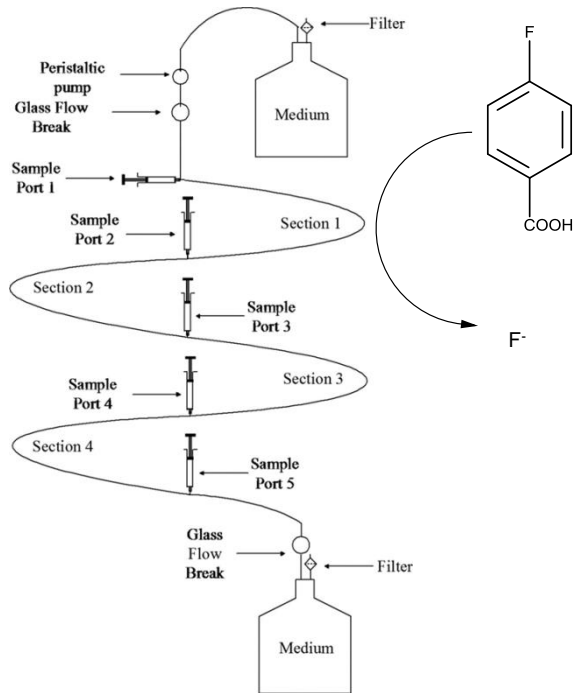 Filter
Peristaltic
pump
Glass Flow
Break
Medium
F
COOH
Sample
Port 1
Section 1
Sample
Port 2
Section 2
Sample
Port 3
F-
Section 3
Sample
Port 4
Section 4
Sample
Port 5
Glass
Flow
Break
Filter
Medium